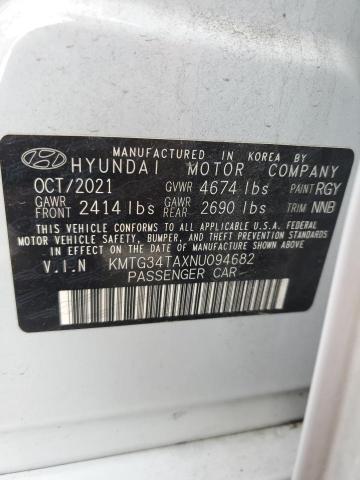 MANUFACTURED IN KOREA BY
HYUNDAI MOTOR COMPANY
OCT/2021 GVWR 4674 lbs PAINT RGY
GAWR FRONT 2414 lbs GAWR REAR 2690 lbs TRIM NNB
THIS VEHICLE CONFORMS TO ALL APPLICABLE U.S.A. FEDERAL
MOTOR VEHICLE SAFETY, BUMPER, AND THEFT PREVENTION STANDARDS
IN EFFECT ON THE DATE OF MANUFACTURE SHOWN ABOVE.
V.I.N KMTG34TAXNU094682
PASSENGER CAR